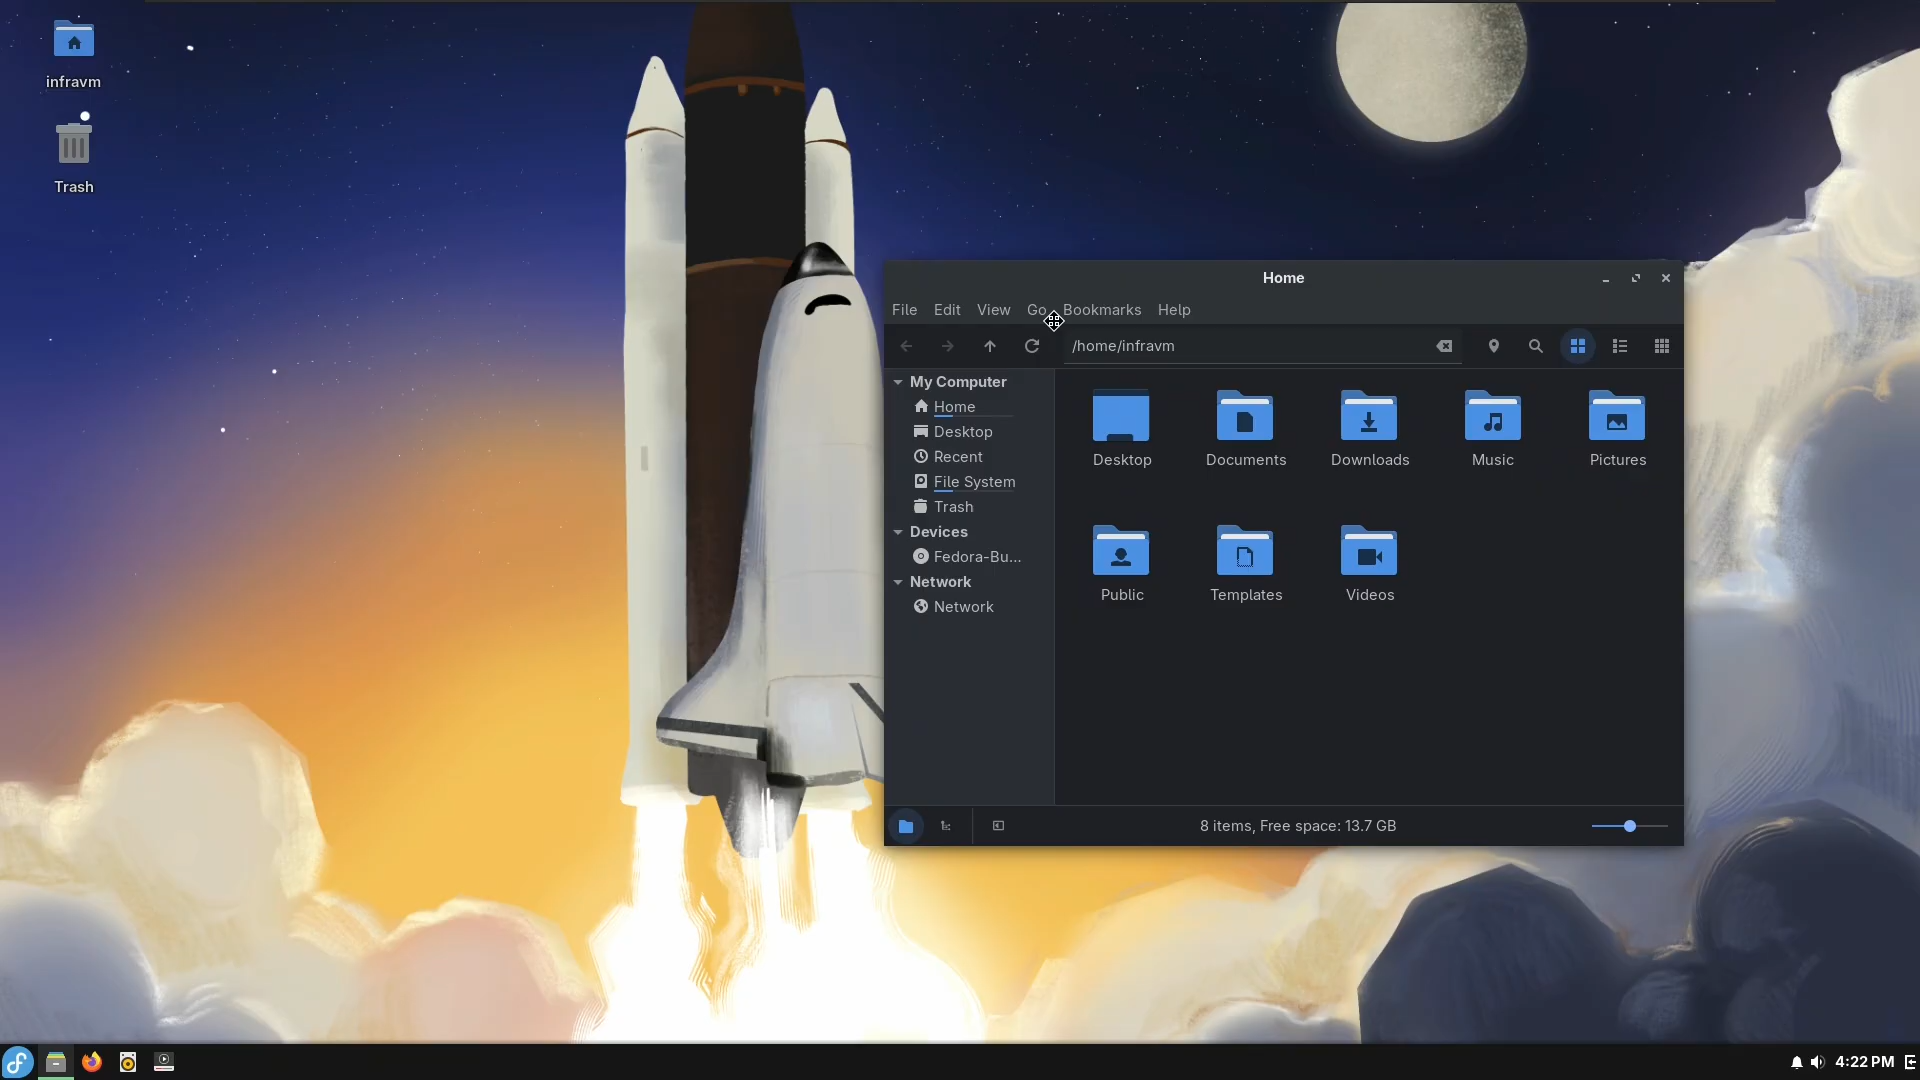 infravm
Trash
Home
File Edit View Go Bookmarks Help
/home/infravm
My Computer
Home
Desktop
Recent
File System
Trash
Devices
Fedora-Bu...
Network
Network
Desktop Documents Downloads Music Pictures
Public Templates Videos
8 items, Free space: 13.7 GB
4:22 PM